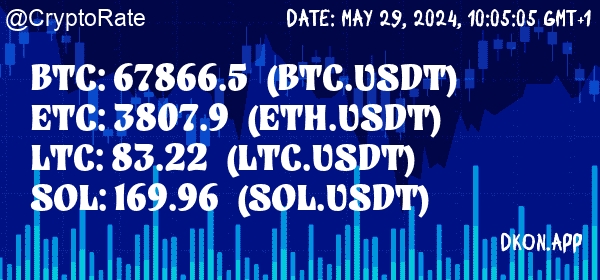 @CryptoRate
DATE: MAY 29, 2024, 10:05:05 GMT+1
BTC: 67866.5 (BTC.USDT)
ETC: 3807.9 (ETH.USDT)
LTC: 83.22 (LTC.USDT)
SOL: 169.96 (SOL.USDT)
DKON.APP